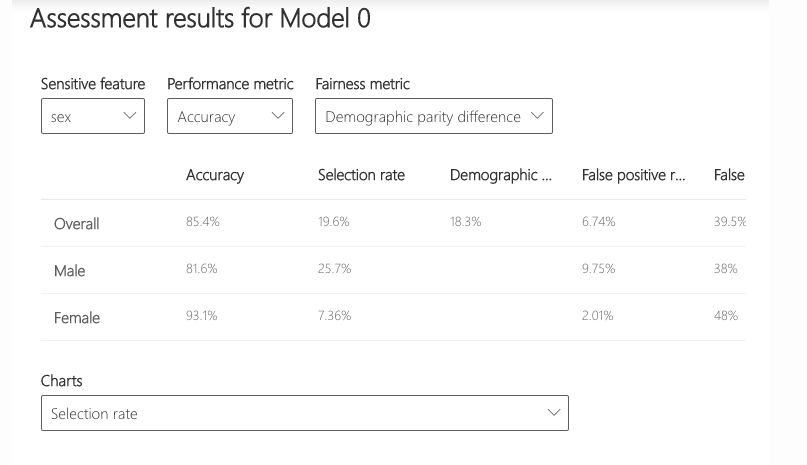 Assessment results for Model 0
Sensitive feature Performance metric Fairness metric
sex Accuracy Demographic parity difference
Accuracy Selection rate Demographic ... False positive r... False
Overall 85.4% 19.6% 18.3% 6.74% 39.5%
Male 81.6% 25.7% 9.75% 38%
Female 93.1% 7.36% 2.01% 48%
Charts
Selection rate